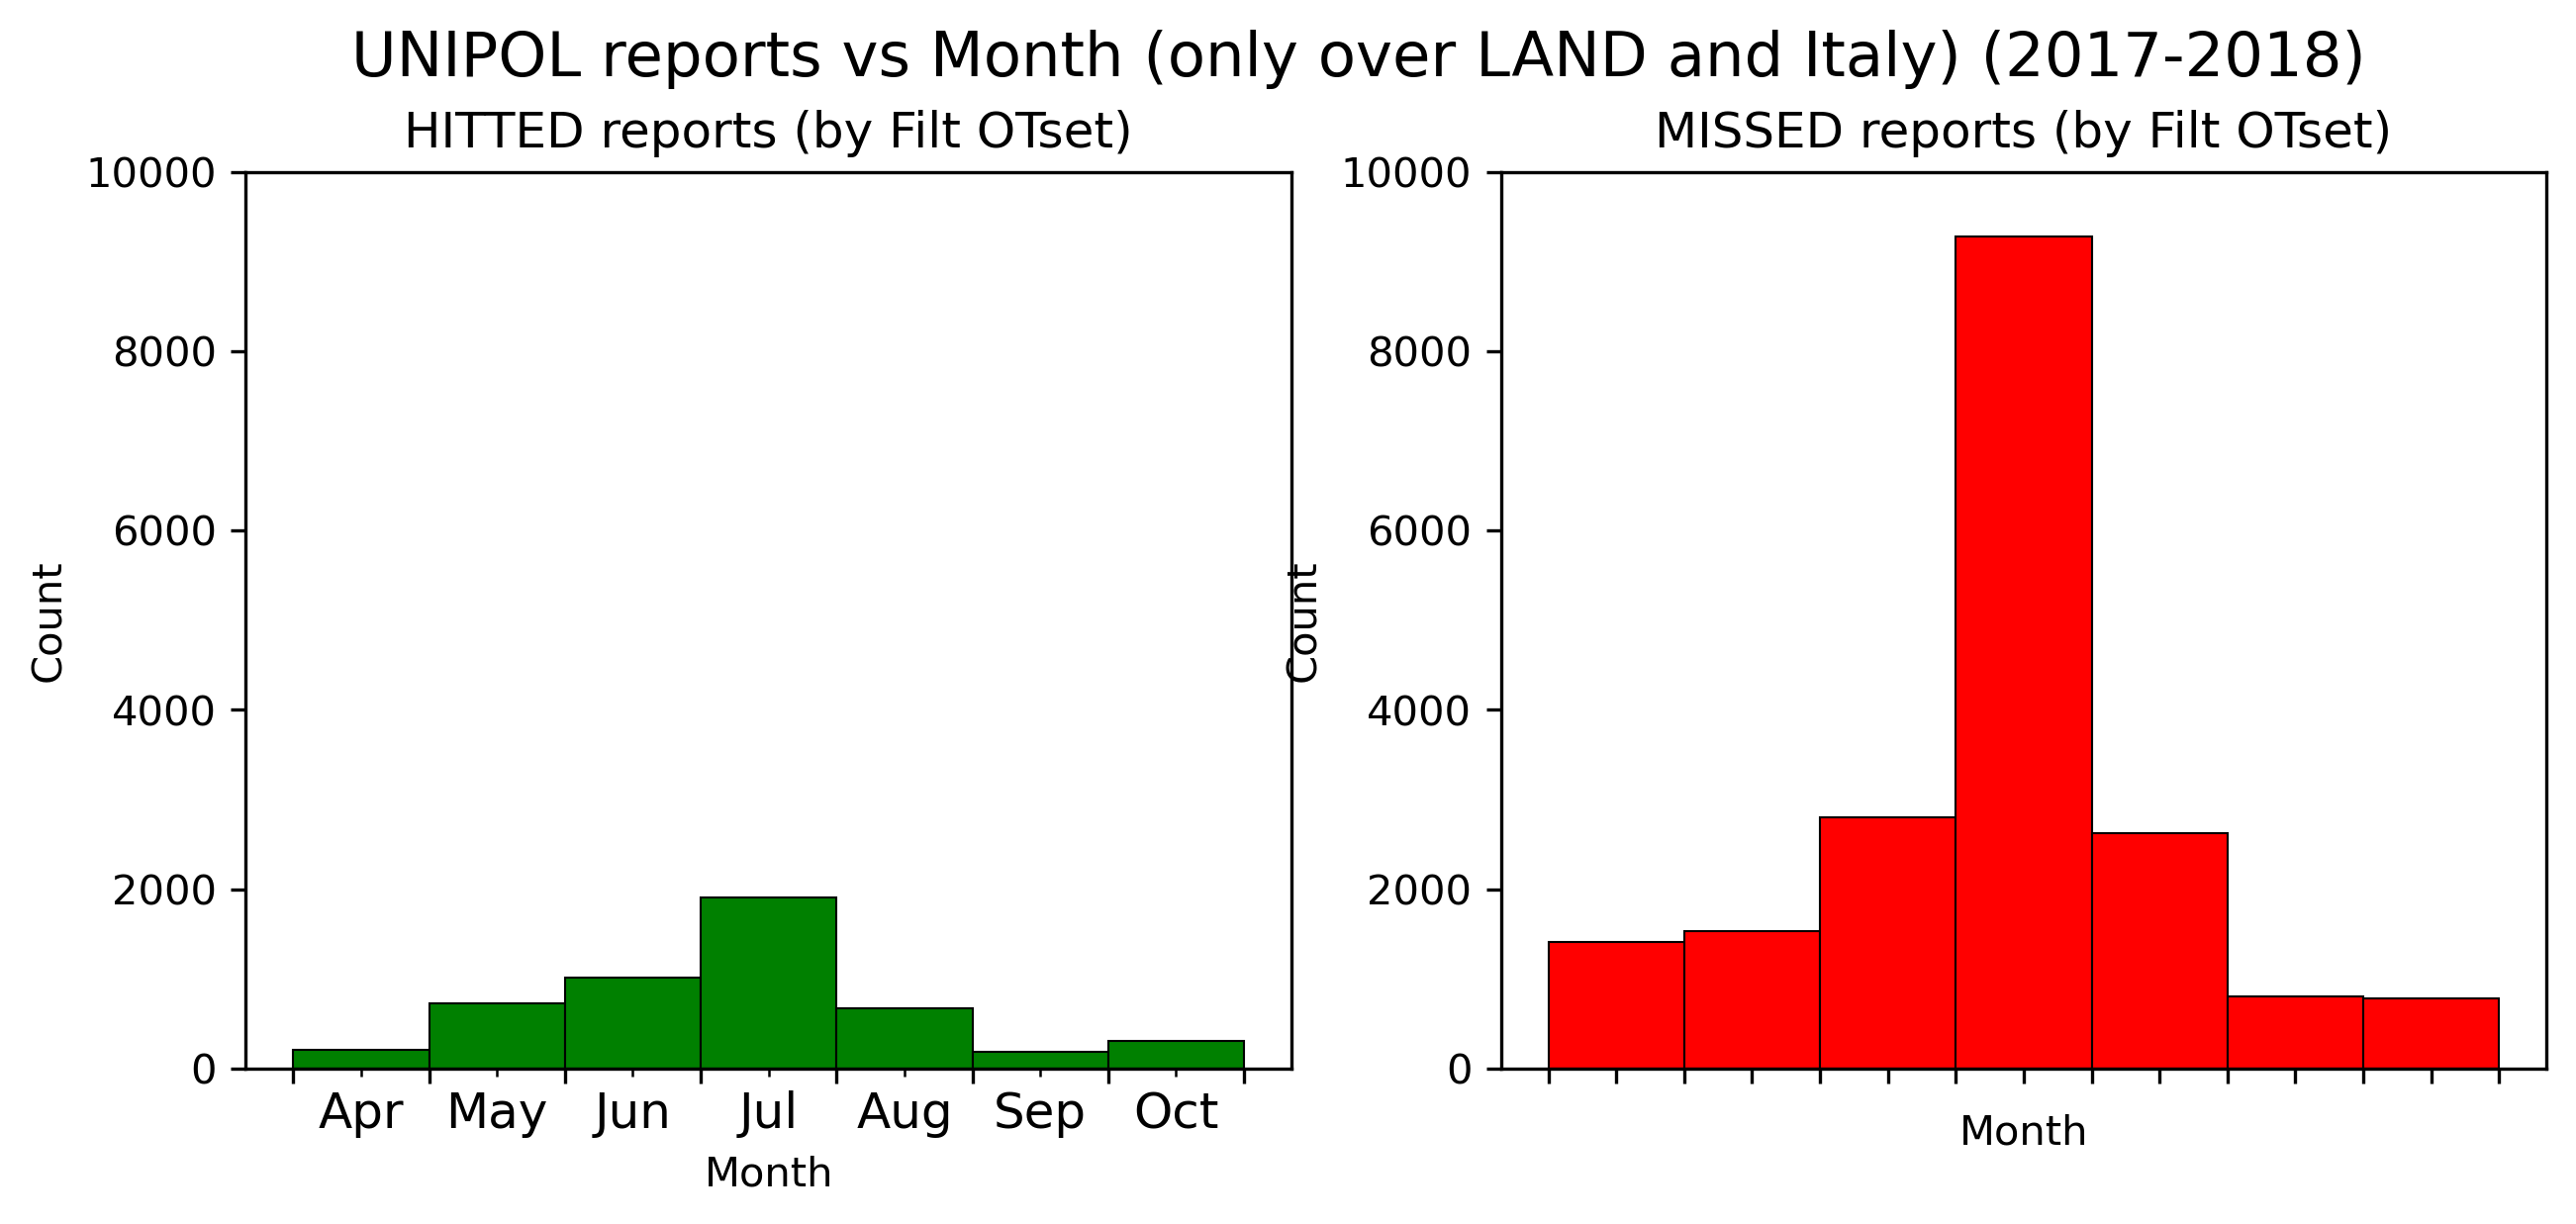 UNIPOL reports vs Month (only over LAND and Italy) (2017-2018)
HITTED reports (by Filt OTset)
10000
8000
6000
4000
2000
0
Count
Apr May Jun Jul Aug Sep Oct
Month
MISSED reports (by Filt OTset)
10000
8000
6000
4000
2000
0
Count
Month